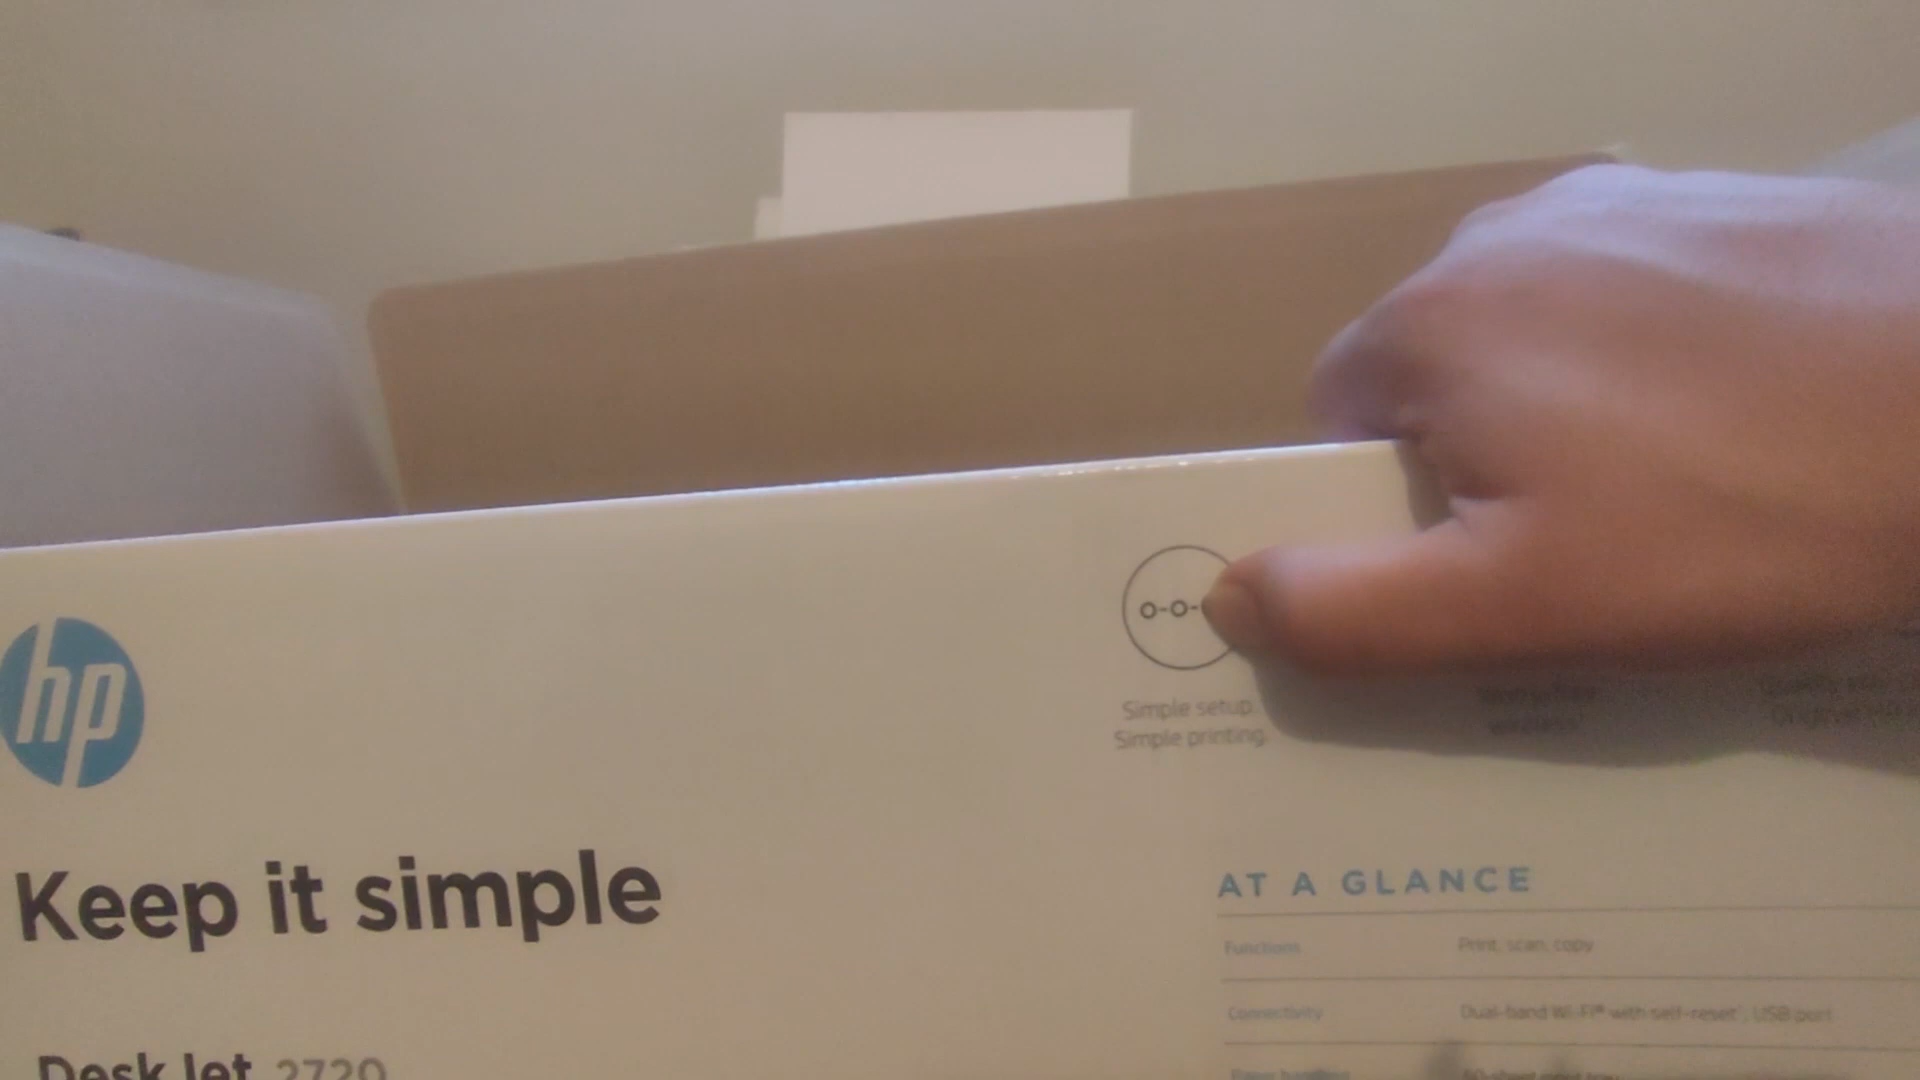 hp
Simple setup.
Simple printing.
Keep it simple
DeskJet 2720
AT A GLANCE
Functions Print, scan, copy
Connectivity Dual-band Wi-Fi® with self-reset, USB port